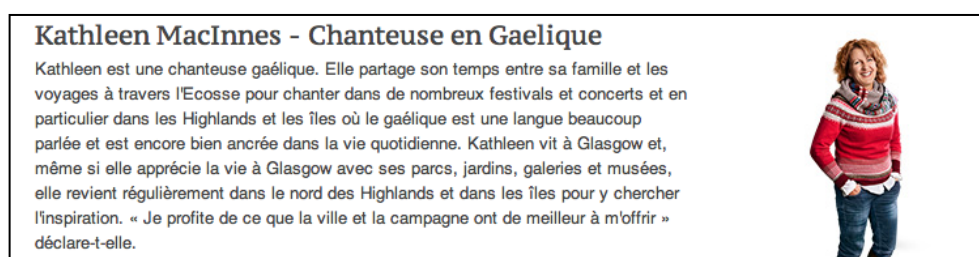 Kathleen MacInnes - Chanteuse en Gaelique
Kathleen est une chanteuse gaélique. Elle partage son temps entre sa famille et les
voyages à travers l'Ecosse pour chanter dans de nombreux festivals et concerts et en
particulier dans les Highlands et les îles où le gaélique est une langue beaucoup
parlée et est encore bien ancrée dans la vie quotidienne. Kathleen vit à Glasgow et,
même si elle apprécie la vie à Glasgow avec ses parcs, jardins, galeries et musées,
elle revient régulièrement dans le nord des Highlands et dans les îles pour y chercher
l'inspiration. « Je profite de ce que la ville et la campagne ont de meilleur à m'offrir »
déclare-t-elle.